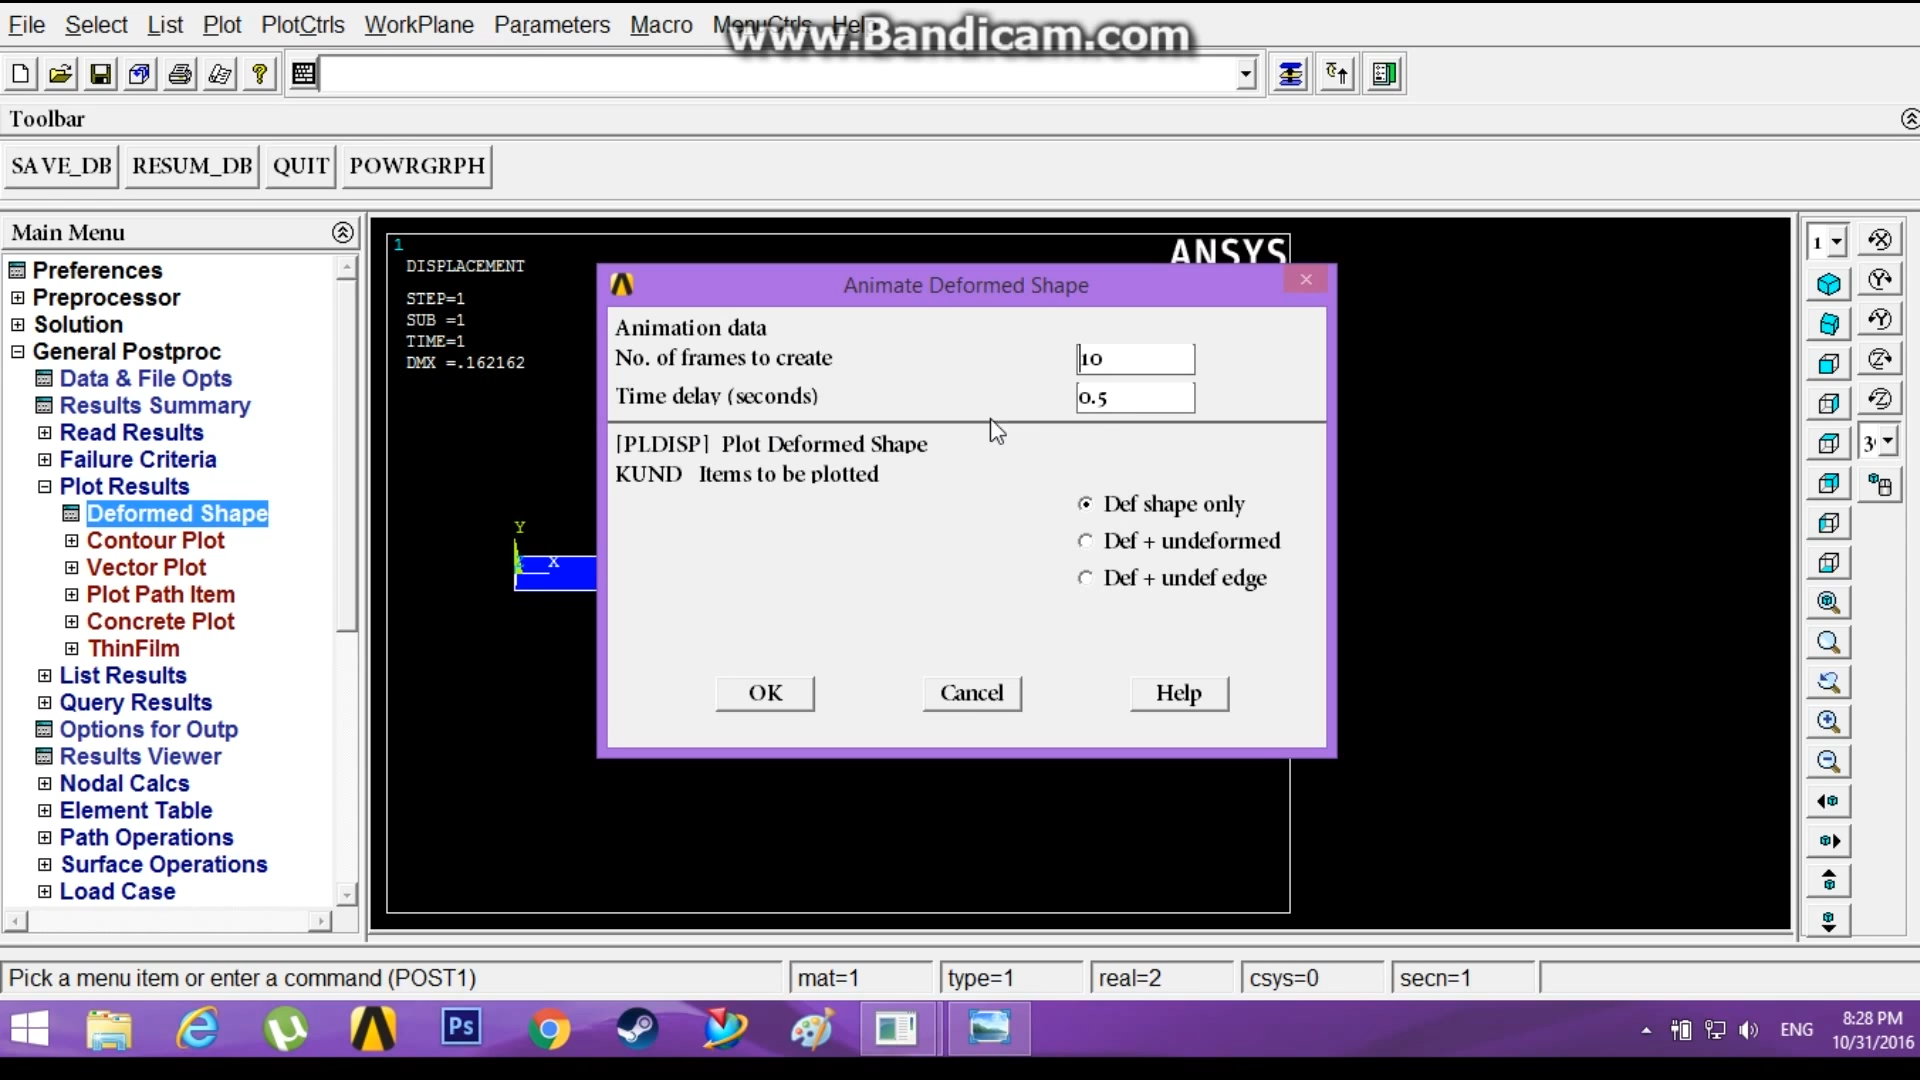 File Select List Plot PlotCtrls WorkPlane Parameters Macro MenuCtrls Help
www.Bandicam.com
Toolbar
SAVE_DB RESUM_DB QUIT POWRGRPH
Main Menu
Preferences
Preprocessor
Solution
General Postproc
Data & File Opts
Results Summary
Read Results
Failure Criteria
Plot Results
Deformed Shape
Contour Plot
Vector Plot
Plot Path Item
Concrete Plot
ThinFilm
List Results
Query Results
Options for Outp
Results Viewer
Nodal Calcs
Element Table
Path Operations
Surface Operations
Load Case
1
DISPLACEMENT
STEP=1
SUB =1
TIME=1
DMX =.162162
ANSYS
Y
X
Animate Deformed Shape
Animation data
No. of frames to create 10
Time delay (seconds) 0.5
[PLDISP] Plot Deformed Shape
KUND Items to be plotted
Def shape only
Def + undeformed
Def + undef edge
OK Cancel Help
1
Pick a menu item or enter a command (POST1) mat=1 type=1 real=2 csys=0 secn=1
Ps
ENG
8:28 PM
10/31/2016